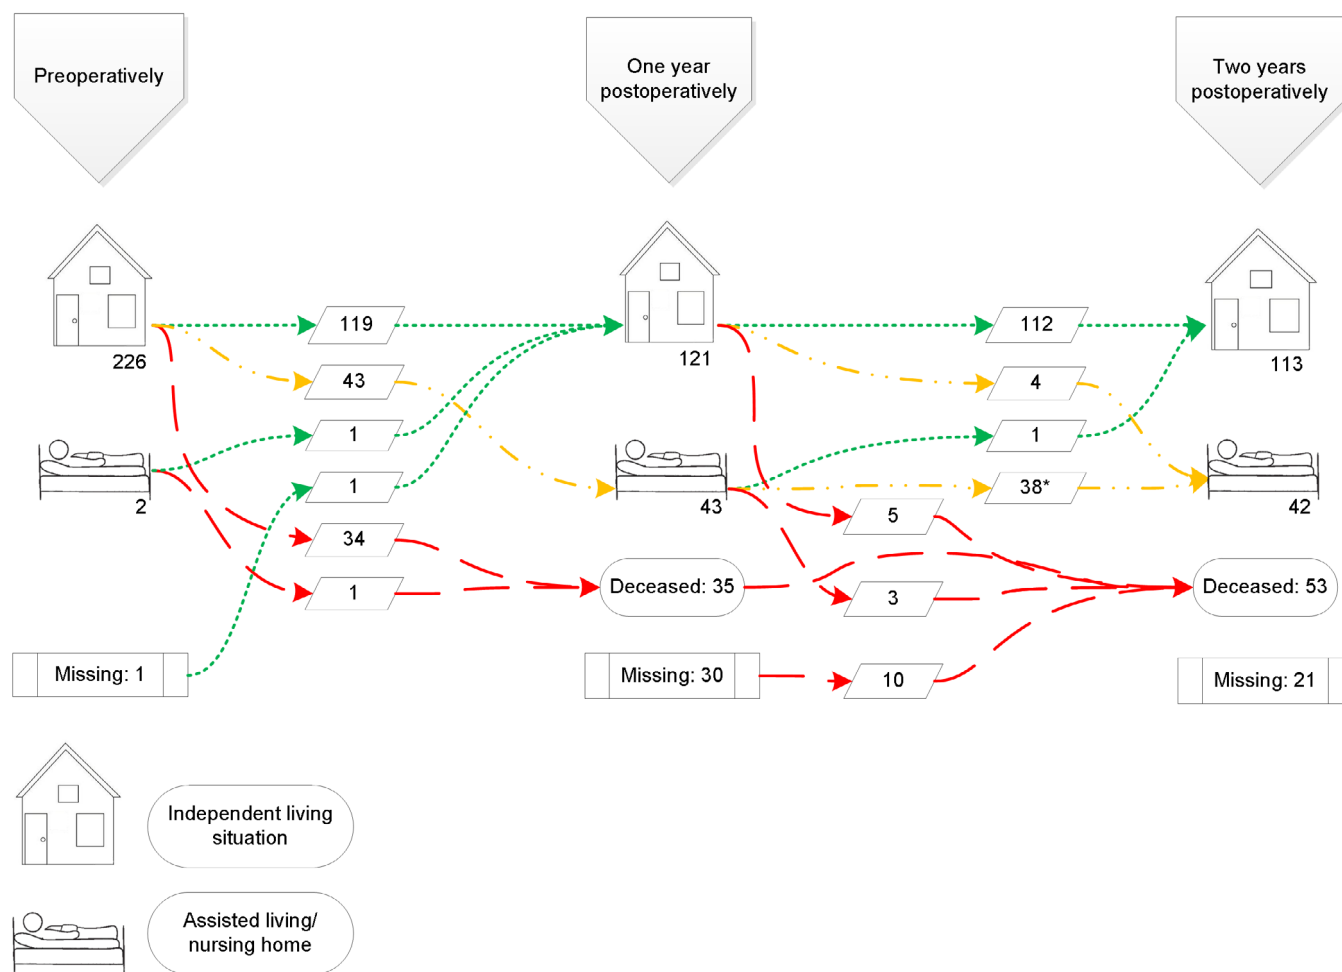 Preoperatively
One year
postoperatively
Two years
postoperatively
119
112
226
121
113
43
4
1
1
1
38*
2
43
42
5
34
Deceased: 35
Deceased: 53
1
3
Missing: 1
Missing: 30
10
Missing: 21
Independent living
situation
Assisted living/
nursing home